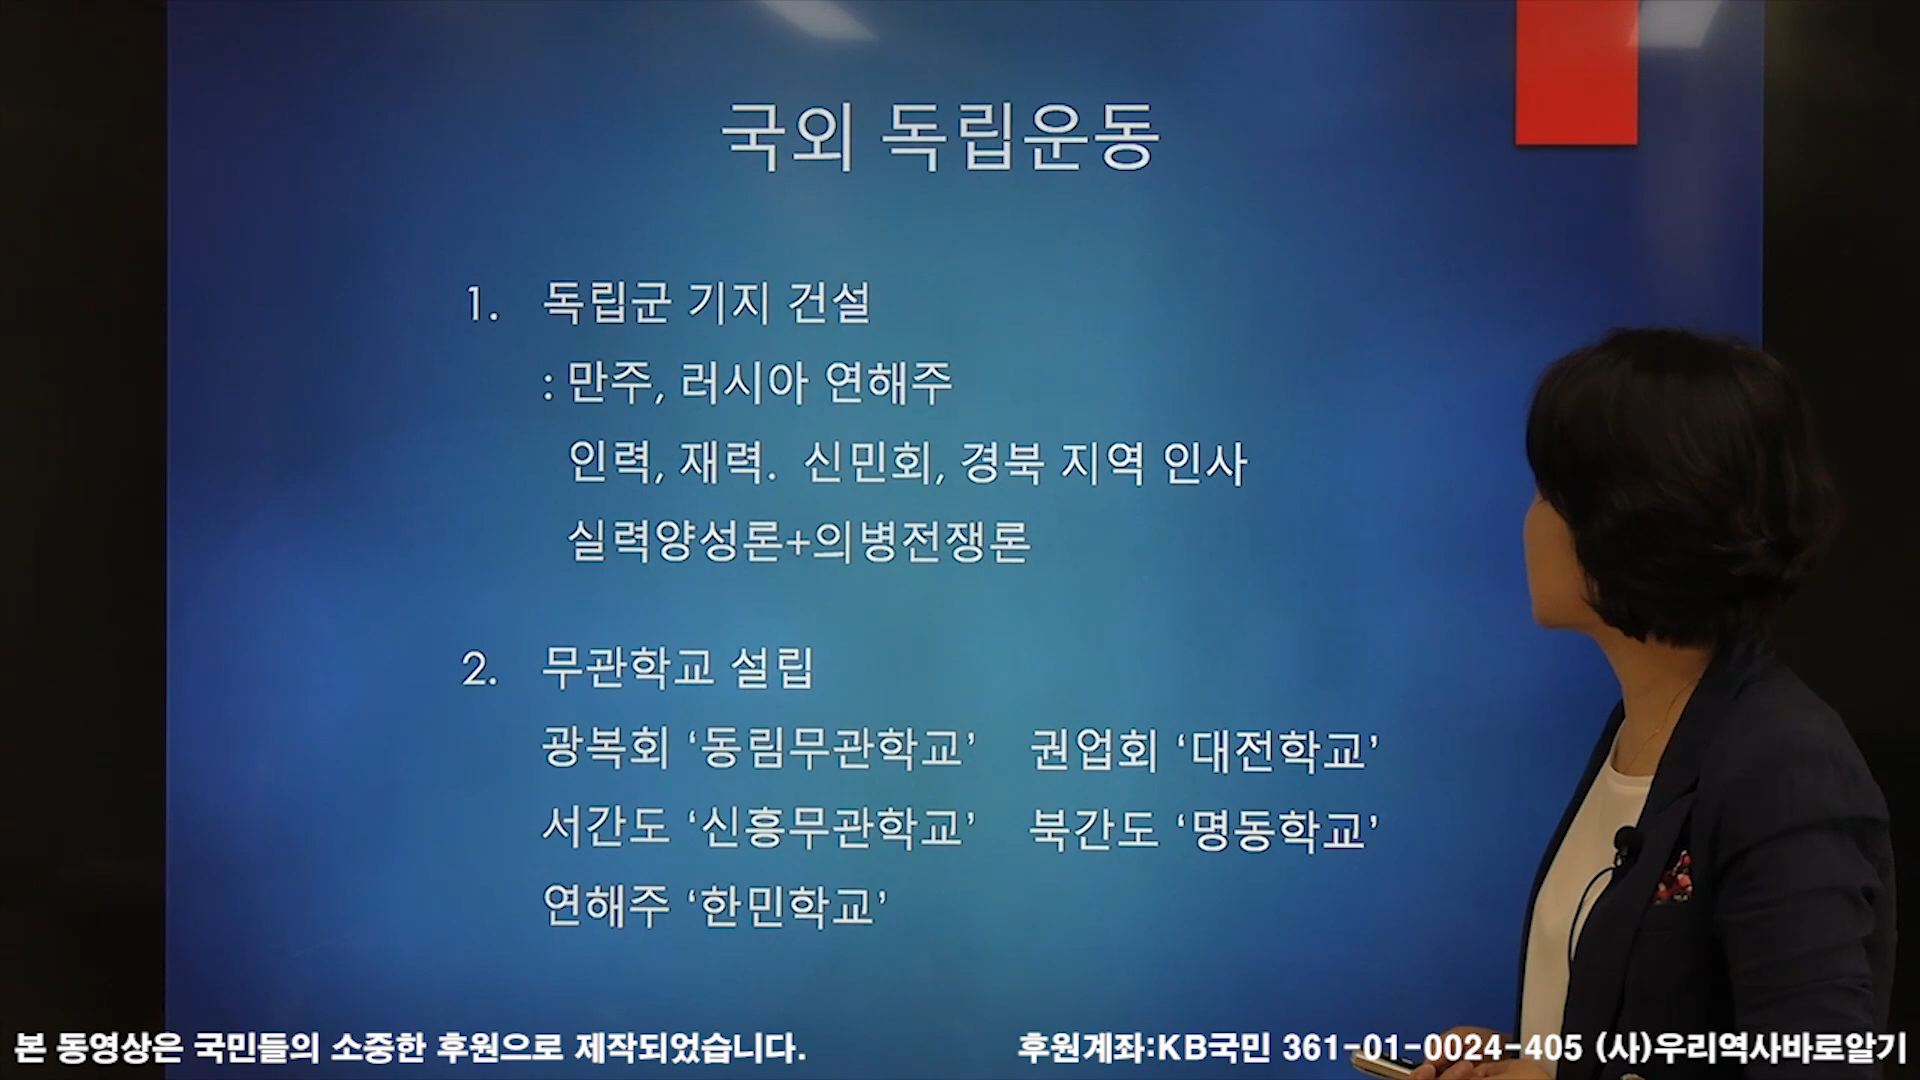 국외 독립운동
1. 독립군 기지 건설
: 만주, 러시아 연해주
인력, 재력. 신민회, 경북 지역 인사
실력양성론+의병전쟁론
2. 무관학교 설립
광복회 ‘동림무관학교’ 권업회 ‘대전학교’
서간도 ‘신흥무관학교’ 북간도 ‘명동학교’
연해주 ‘한민학교’
본 동영상은 국민들의 소중한 후원으로 제작되었습니다. 후원계좌:KB국민 361-01-0024-405 (사)우리역사바로알기